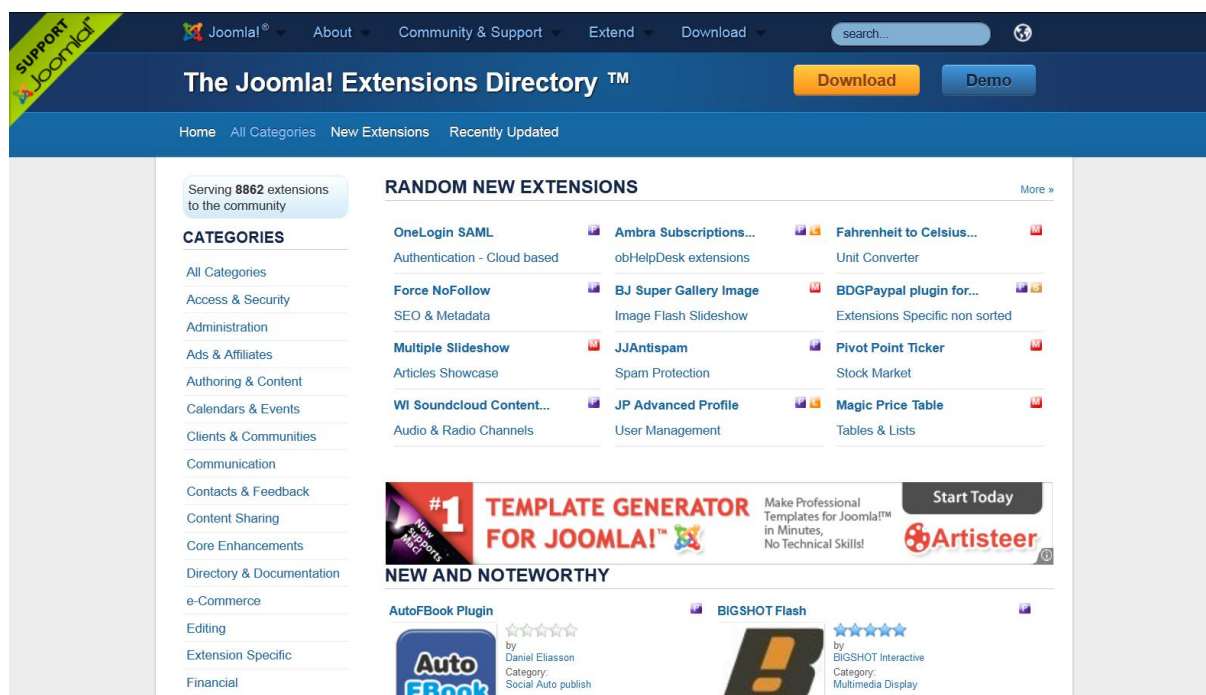 SUPPORT
Joomla!
Joomla!® About Community & Support Extend Download search...
The Joomla! Extensions Directory ™ Download Demo
Home All Categories New Extensions Recently Updated
Serving 8862 extensions
to the community
CATEGORIES
All Categories
Access & Security
Administration
Ads & Affiliates
Authoring & Content
Calendars & Events
Clients & Communities
Communication
Contacts & Feedback
Content Sharing
Core Enhancements
Directory & Documentation
e-Commerce
Editing
Extension Specific
Financial
RANDOM NEW EXTENSIONS More »
OneLogin SAML P Ambra Subscriptions... P C Fahrenheit to Celsius... M
Authentication - Cloud based obHelpDesk extensions Unit Converter
Force NoFollow P BJ Super Gallery Image M BDGPaypal plugin for... P S
SEO & Metadata Image Flash Slideshow Extensions Specific non sorted
Multiple Slideshow M JJAntispam P Pivot Point Ticker M
Articles Showcase Spam Protection Stock Market
WI Soundcloud Content... P JP Advanced Profile P C Magic Price Table M
Audio & Radio Channels User Management Tables & Lists
Now
supports
Mac!
#1
TEMPLATE GENERATOR
FOR JOOMLA!™
Make Professional
Templates for Joomla!™
in Minutes,
No Technical Skills!
Start Today
Artisteer
NEW AND NOTEWORTHY
AutoFBook Plugin P
Auto
FBook
by
Daniel Eliasson
Category:
Social Auto publish
BIGSHOT Flash P
by
BIGSHOT Interactive
Category:
Multimedia Display